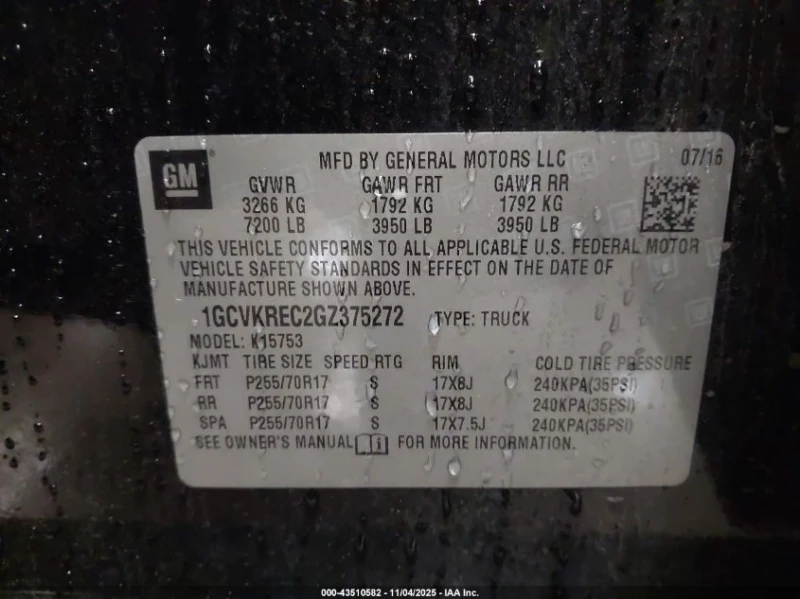 GM
MFD BY GENERAL MOTORS LLC 07/16
GVWR GAWR FRT GAWR RR
3266 KG 1792 KG 1792 KG
7200 LB 3950 LB 3950 LB
THIS VEHICLE CONFORMS TO ALL APPLICABLE U.S. FEDERAL MOTOR
VEHICLE SAFETY STANDARDS IN EFFECT ON THE DATE OF
MANUFACTURE SHOWN ABOVE.
1GCVKREC2GZ375272 TYPE: TRUCK
MODEL: K15753
KJMT TIRE SIZE SPEED RTG RIM COLD TIRE PRESSURE
FRT P255/70R17 S 17X8J 240KPA(35PSI)
RR P255/70R17 S 17X8J 240KPA(35PSI)
SPA P255/70R17 S 17X7.5J 240KPA(35PSI)
SEE OWNER'S MANUAL FOR MORE INFORMATION.
000-43510582 - 11/04/2025 - IAA Inc.